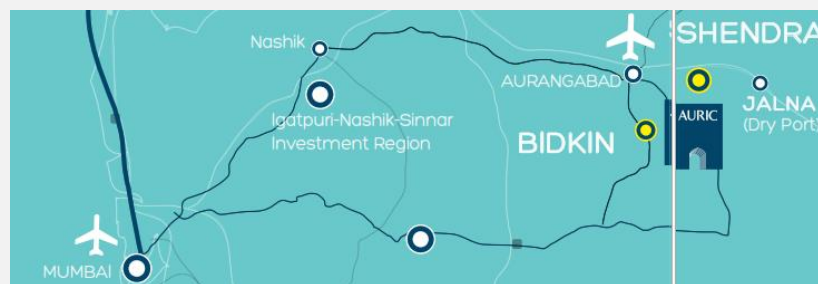 Nashik
Igatpuri-Nashik-Sinnar
Investment Region
MUMBAI
AURANGABAD
BIDKIN
SHENDRA
AURIC
JALNA
(Dry Port)